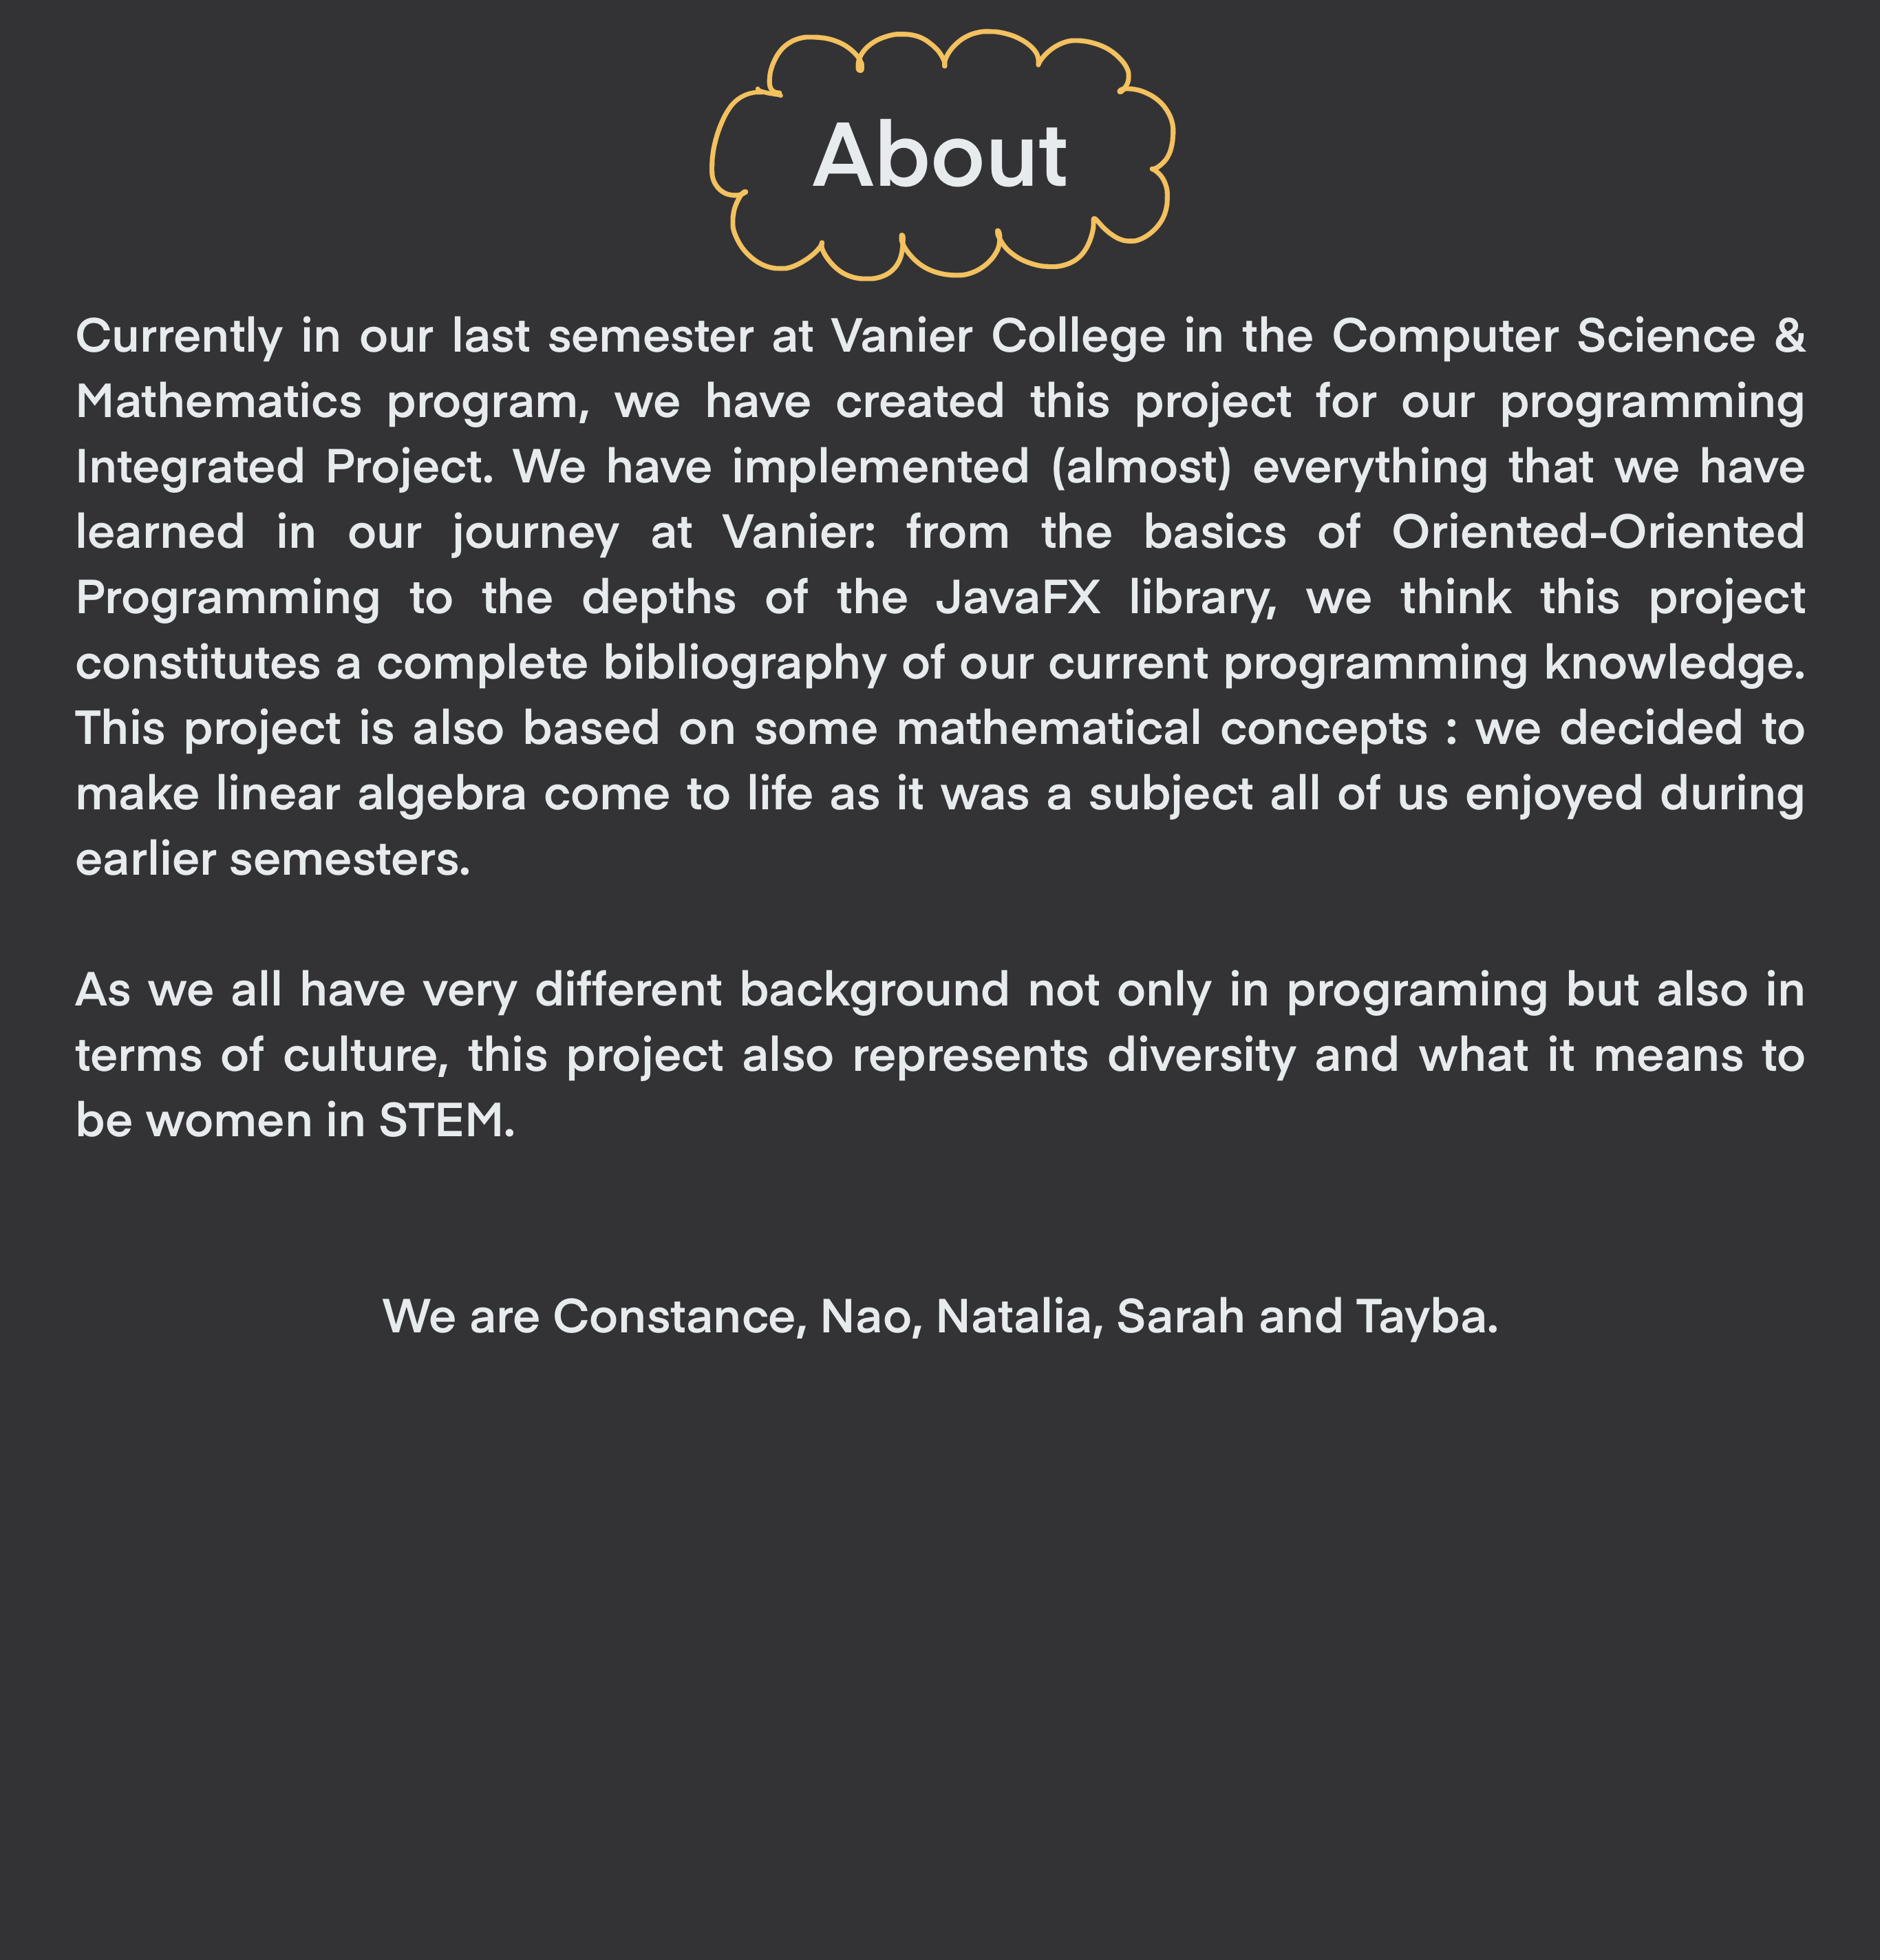 About
Currently in our last semester at Vanier College in the Computer Science &
Mathematics program, we have created this project for our programming
Integrated Project. We have implemented (almost) everything that we have
learned in our journey at Vanier: from the basics of Oriented-Oriented
Programming to the depths of the JavaFX library, we think this project
constitutes a complete bibliography of our current programming knowledge.
This project is also based on some mathematical concepts : we decided to
make linear algebra come to life as it was a subject all of us enjoyed during
earlier semesters.
As we all have very different background not only in programing but also in
terms of culture, this project also represents diversity and what it means to
be women in STEM.
We are Constance, Nao, Natalia, Sarah and Tayba.